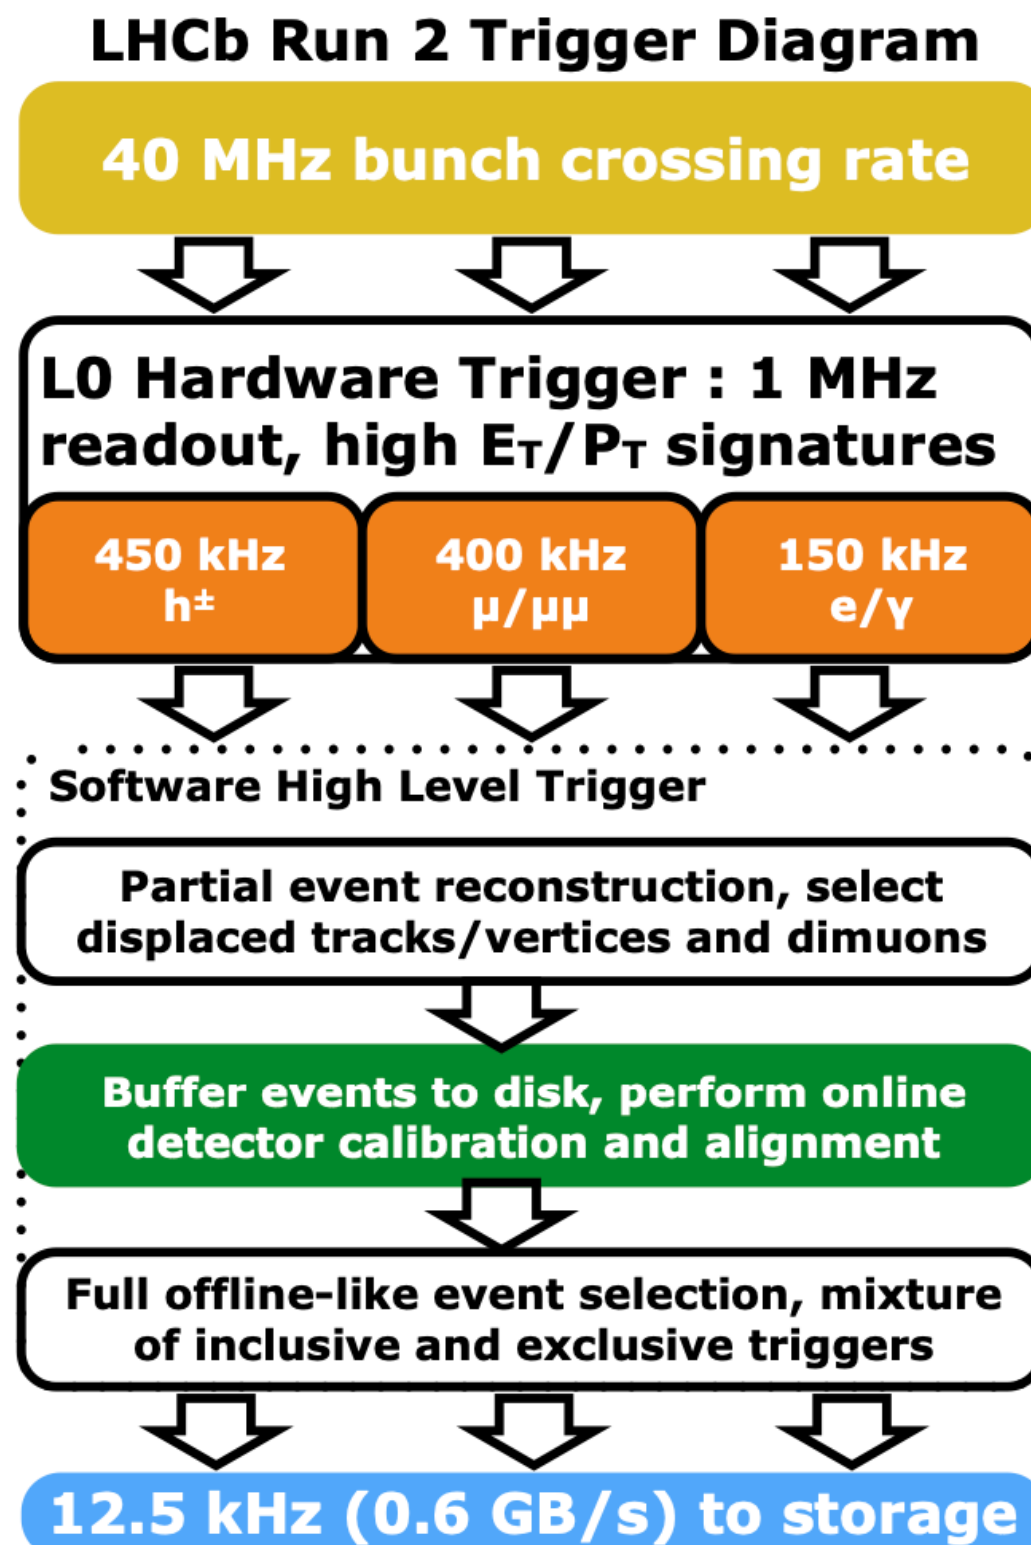 LHCb Run 2 Trigger Diagram
40 MHz bunch crossing rate
L0 Hardware Trigger : 1 MHz
readout, high ET/PT signatures
450 kHz
h±
400 kHz
μ/μμ
150 kHz
e/γ
Software High Level Trigger
Partial event reconstruction, select
displaced tracks/vertices and dimuons
Buffer events to disk, perform online
detector calibration and alignment
Full offline-like event selection, mixture
of inclusive and exclusive triggers
12.5 kHz (0.6 GB/s) to storage